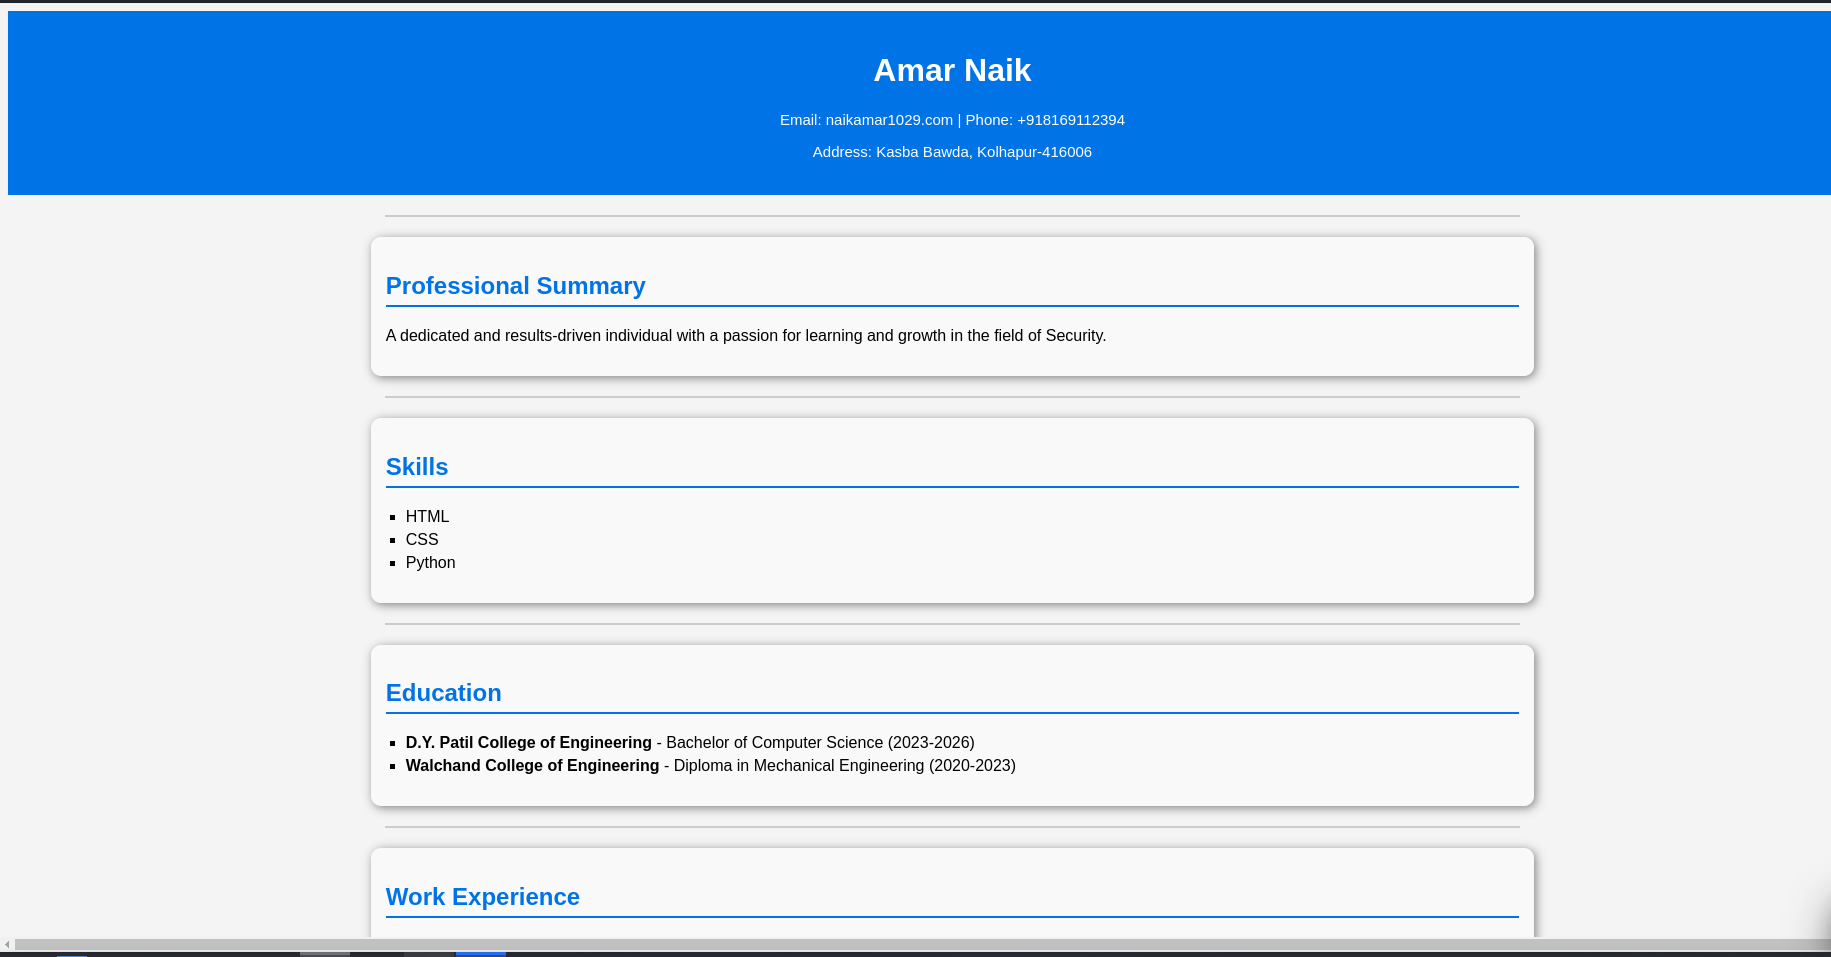 Amar Naik
Email: naikamar1029.com | Phone: +918169112394
Address: Kasba Bawda, Kolhapur-416006
Professional Summary
A dedicated and results-driven individual with a passion for learning and growth in the field of Security.
Skills
HTML
CSS
Python
Education
D.Y. Patil College of Engineering - Bachelor of Computer Science (2023-2026)
Walchand College of Engineering - Diploma in Mechanical Engineering (2020-2023)
Work Experience